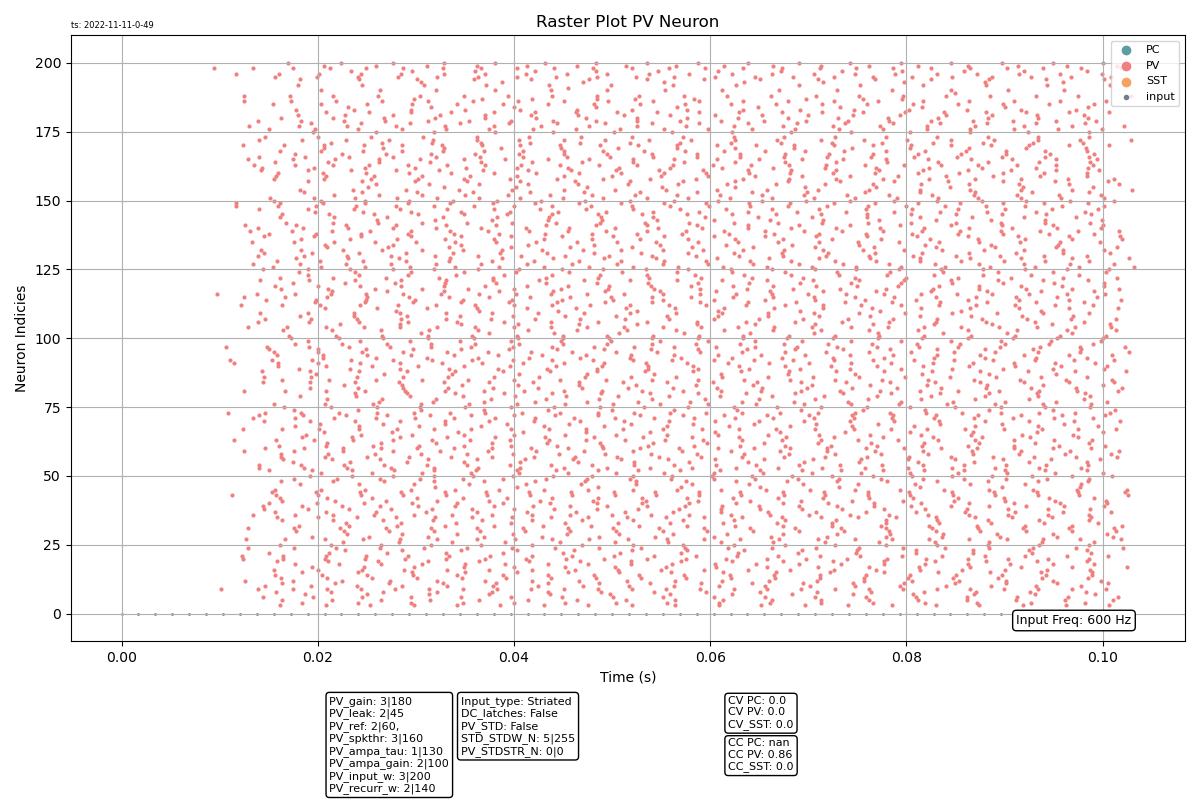 ts: 2022-11-11-0-49
Raster Plot PV Neuron
PC
PV
SST
input
200
175
150
125
100
75
50
25
0
Neuron Indicies
Input Freq: 600 Hz
0.00 0.02 0.04 0.06 0.08 0.10
Time (s)
PV_gain: 3|180
PV_leak: 2|45
PV_ref: 2|60,
PV_spkthr: 3|160
PV_ampa_tau: 1|130
PV_ampa_gain: 2|100
PV_input_w: 3|200
PV_recurr_w: 2|140
Input_type: Striated
DC_latches: False
PV_STD: False
STD_STDW_N: 5|255
PV_STDSTR_N: 0|0
CV PC: 0.0
CV PV: 0.0
CV_SST: 0.0
CC PC: nan
CC PV: 0.86
CC_SST: 0.0